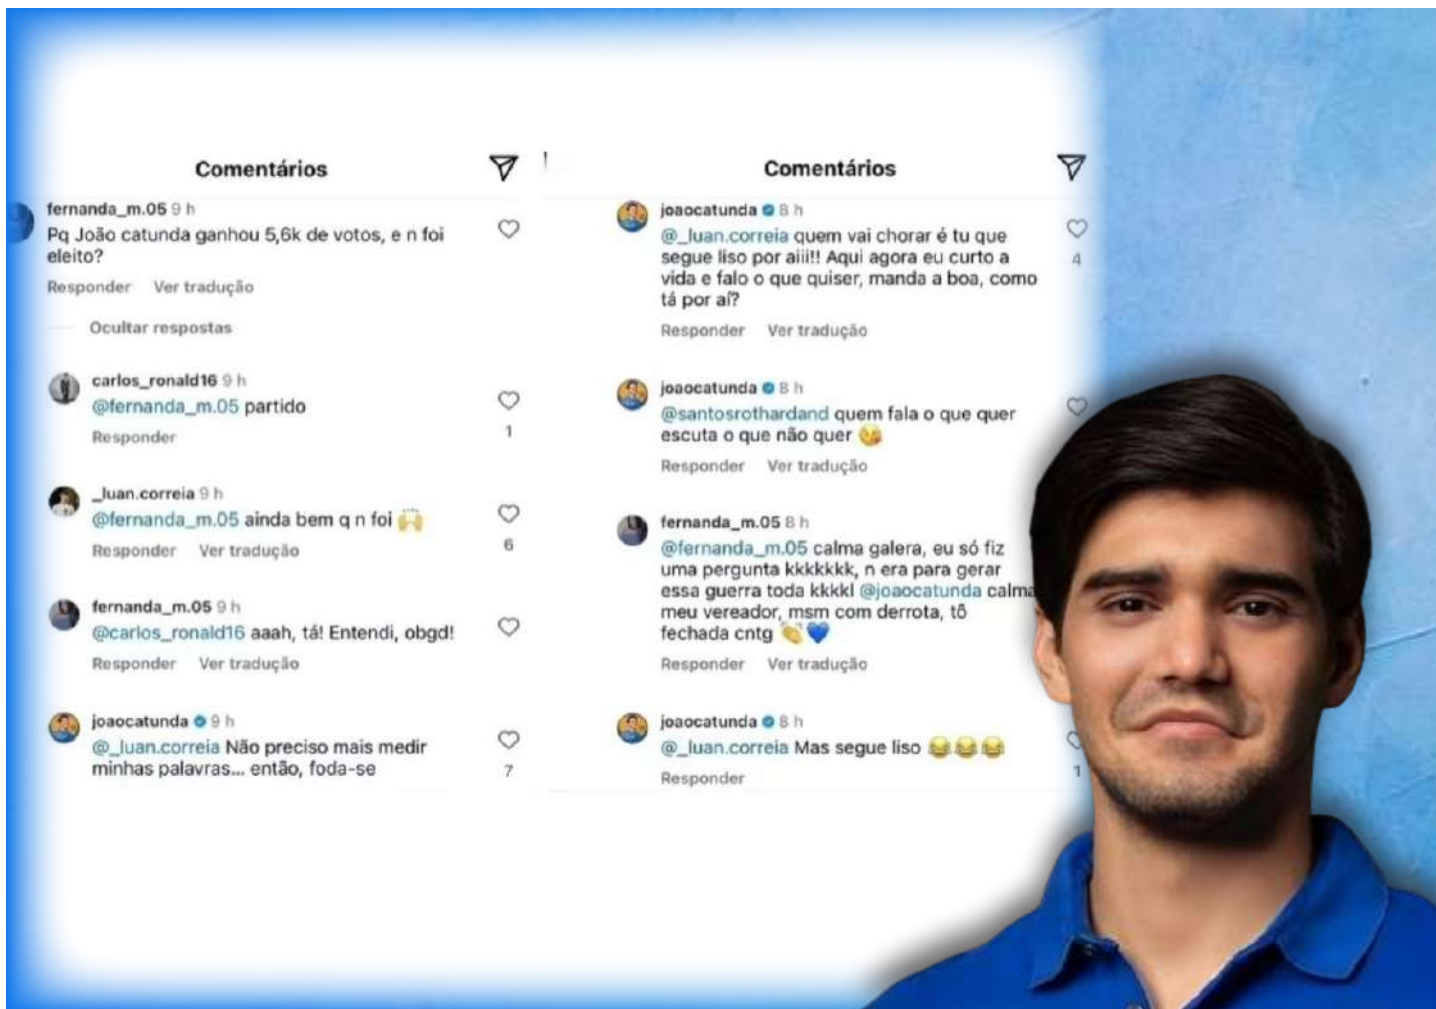 Comentários
fernanda_m.05 9 h
Pq João catunda ganhou 5,6k de votos, e n foi
eleito?
Responder Ver tradução
Ocultar respostas
carlos_ronald16 9 h
@fernanda_m.05 partido
1
Responder
_luan.correia 9 h
@fernanda_m.05 ainda bem q n foi 🙌
6
Responder Ver tradução
fernanda_m.05 9 h
@carlos_ronald16 aaah, tá! Entendi, obgd!
Responder Ver tradução
joaocatunda 9 h
@_luan.correia Não preciso mais medir
minhas palavras... então, foda-se
7
Comentários
joaocatunda 8 h
@_luan.correia quem vai chorar é tu que
segue liso por aiii!! Aqui agora eu curto a
4
vida e falo o que quiser, manda a boa, como
tá por aí?
Responder Ver tradução
joaocatunda 8 h
@santosrothardand quem fala o que quer
escuta o que não quer 😘
Responder Ver tradução
fernanda_m.05 8 h
@fernanda_m.05 calma galera, eu só fiz
uma pergunta kkkkkkk, n era para gerar
essa guerra toda kkkkl @joaocatunda calma
meu vereador, msm com derrota, tô
fechada cntg 👏💙
Responder Ver tradução
joaocatunda 8 h
@_luan.correia Mas segue liso 😂😂😂
1
Responder